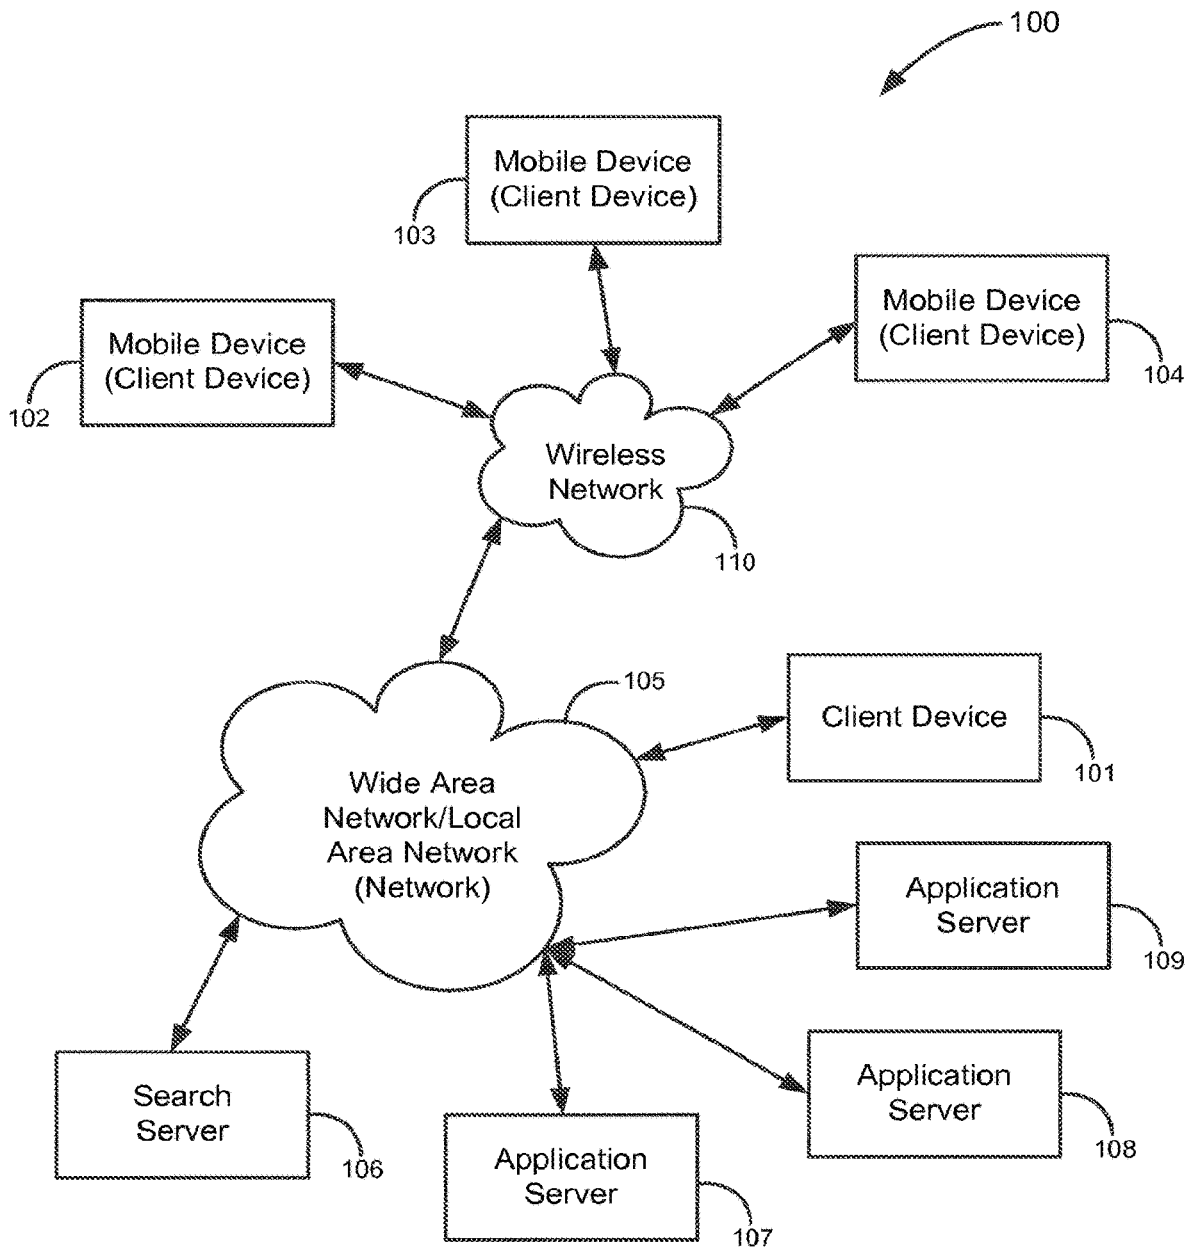 100
Mobile Device
(Client Device)
103
Mobile Device
(Client Device)
104
Mobile Device
(Client Device)
102
Wireless
Network
110
105
Client Device
101
Wide Area
Network/Local
Area Network
(Network)
Application
Server
109
Application
Server
108
Search
Server
106
Application
Server
107